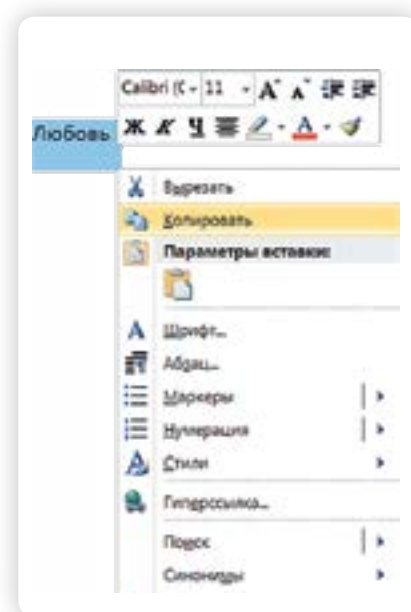 Calibri (С 11 А А
Любовь Ж К Ч А
Вырезать
Копировать
Параметры вставки:
Шрифт...
Абзац...
Маркеры
Нумерация
Стили
Гиперссылка...
Поиск
Синонимы